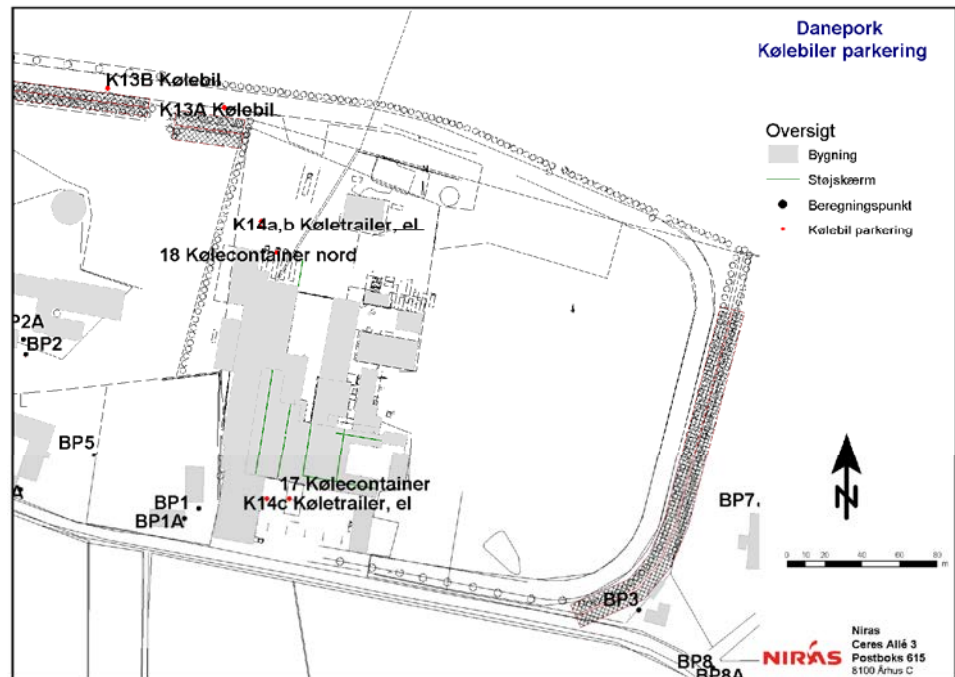 Danepork
Kølebiler parkering
K13B Kølebil
K13A Kølebil
Oversigt
Bygning
Støjskærm
Beregningspunkt
Kølebil parkering
K14a,b Køletrailer, el
18 Kølecontainer nord
P2A
BP2
BP5
17 Kølecontainer
K14c Køletrailer, el
BP1
BP1A
A
BP7
N
0 10 20 40 60 80
m
BP3
BP8
BP8A
NIRAS
Niras
Ceres Allé 3
Postboks 615
8100 Århus C